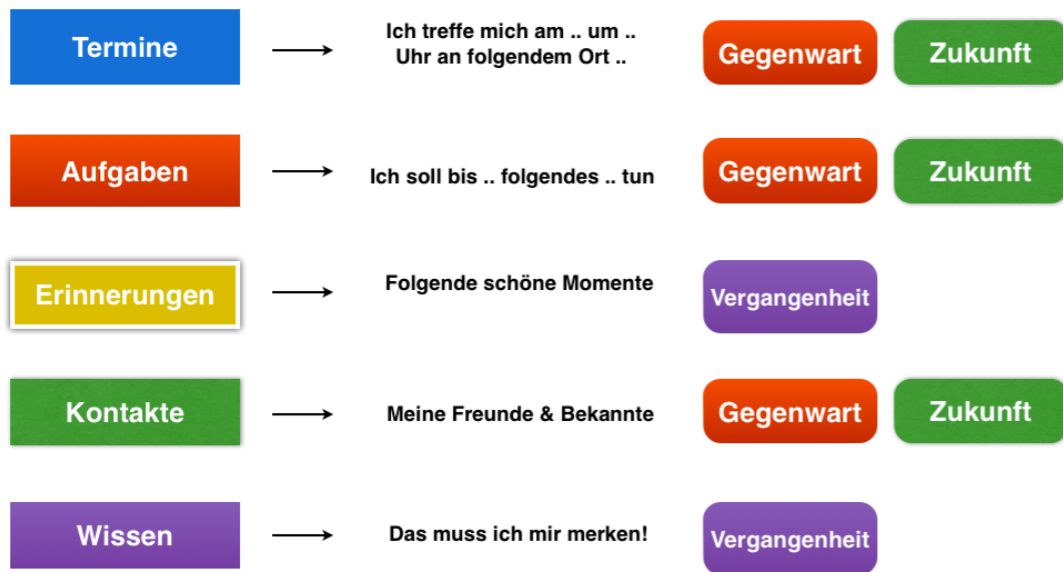 Termine
Ich treffe mich am .. um ..
Uhr an folgendem Ort ..
Gegenwart
Zukunft
Aufgaben
Ich soll bis .. folgendes .. tun
Gegenwart
Zukunft
Erinnerungen
Folgende schöne Momente
Vergangenheit
Kontakte
Meine Freunde & Bekannte
Gegenwart
Zukunft
Wissen
Das muss ich mir merken!
Vergangenheit